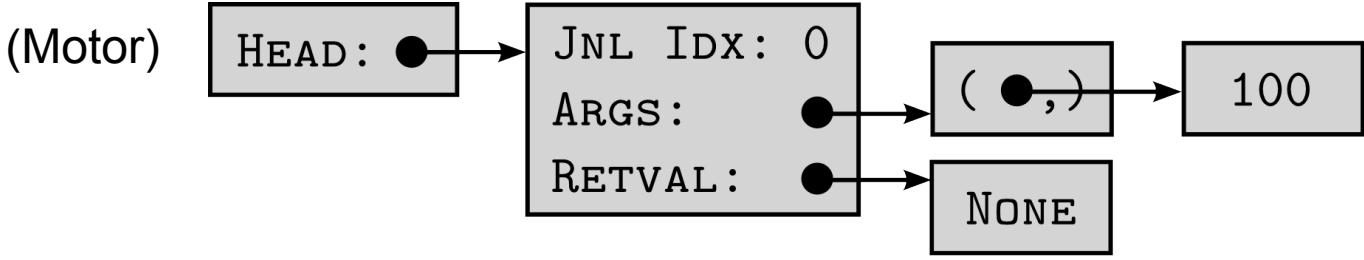 (Motor)
HEAD:
JNL IDX: 0
ARGS:
RETVAL:
( ,)
100
NONE